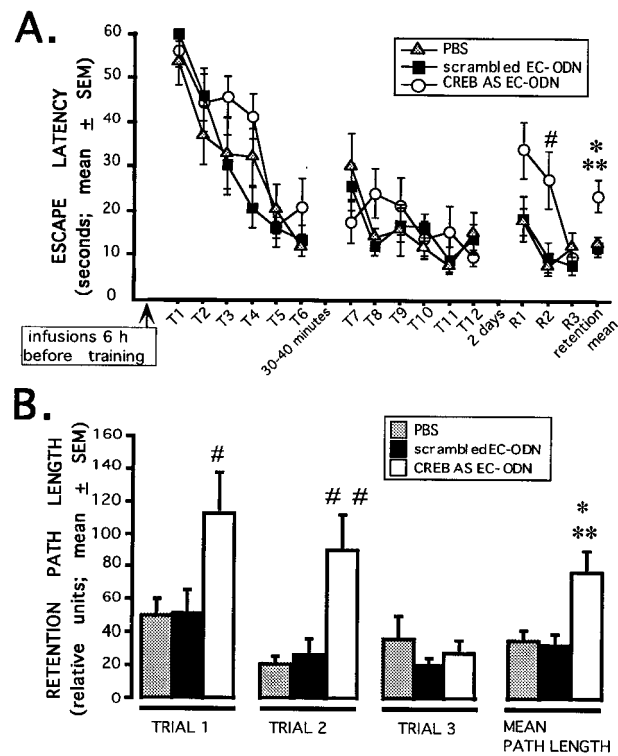 A.
PBS
scrambled EC-ODN
CREB AS EC-ODN
ESCAPE LATENCY
(seconds; mean ± SEM)
60
50
40
30
20
10
0
#
*
**
T1 T2 T3 T4 T5 T6 30-40 minutes T7 T8 T9 T10 T11 T12 2 days R1 R2 R3 retention mean
infusions 6 h
before training
B.
PBS
scrambled EC-ODN
CREB AS EC-ODN
RETENTION PATH LENGTH
(relative units; mean ± SEM)
160
140
120
100
80
60
40
20
0
#
# #
*
**
TRIAL 1 TRIAL 2 TRIAL 3 MEAN
PATH LENGTH